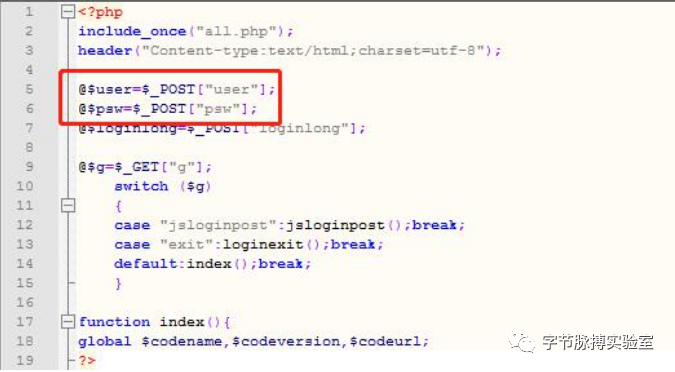 1 <?php
2 include_once("all.php");
3 header("Content-type:text/html;charset=utf-8");
4
5 @$user=$_POST["user"];
6 @$psw=$_POST["psw"];
7 @$loginlong=$_POST["loginlong"];
8
9 @$g=$_GET["g"];
10 switch ($g)
11 {
12 case "jsloginpost":jsloginpost();break;
13 case "exit":loginexit();break;
14 default:index();break;
15 }
16
17 function index(){
18 global $codename,$codeversion,$codeurl;
19 ?>
字节脉搏实验室